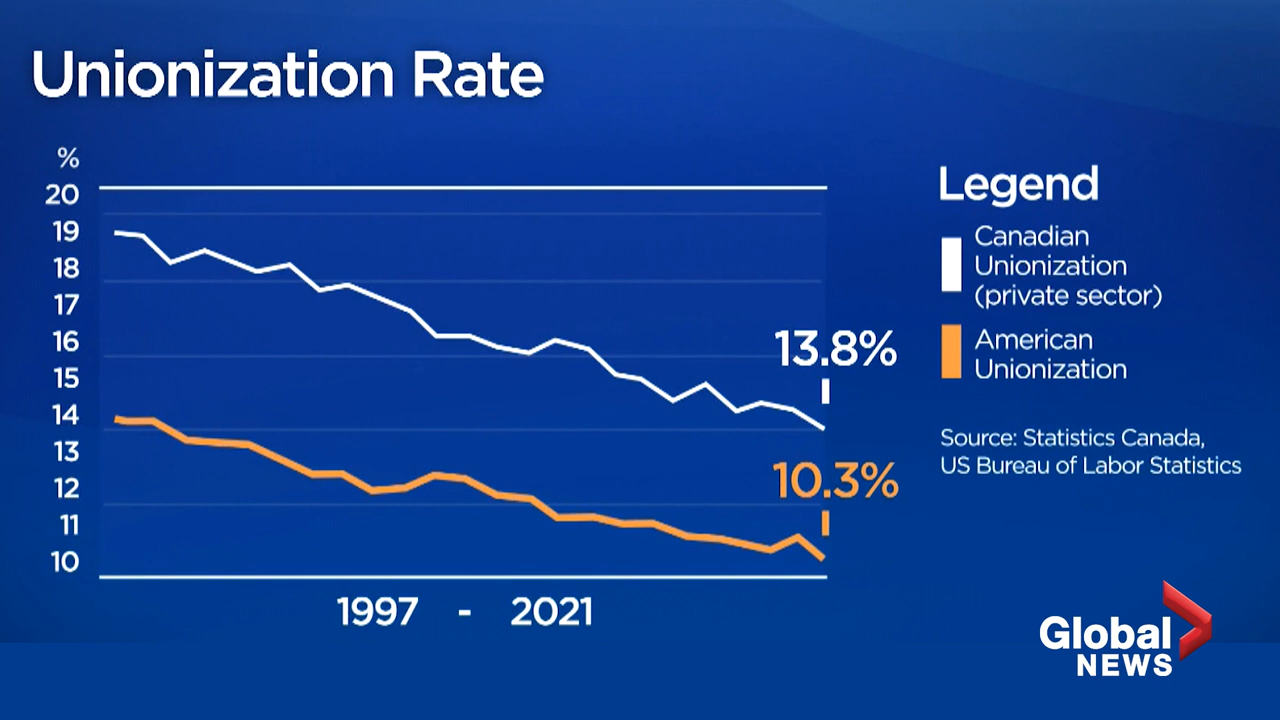 Unionization Rate
%
20
19
18
17
16
15
14
13
12
11
10
13.8%
10.3%
1997 - 2021
Legend
Canadian
Unionization
(private sector)
American
Unionization
Source: Statistics Canada,
US Bureau of Labor Statistics
Global
NEWS